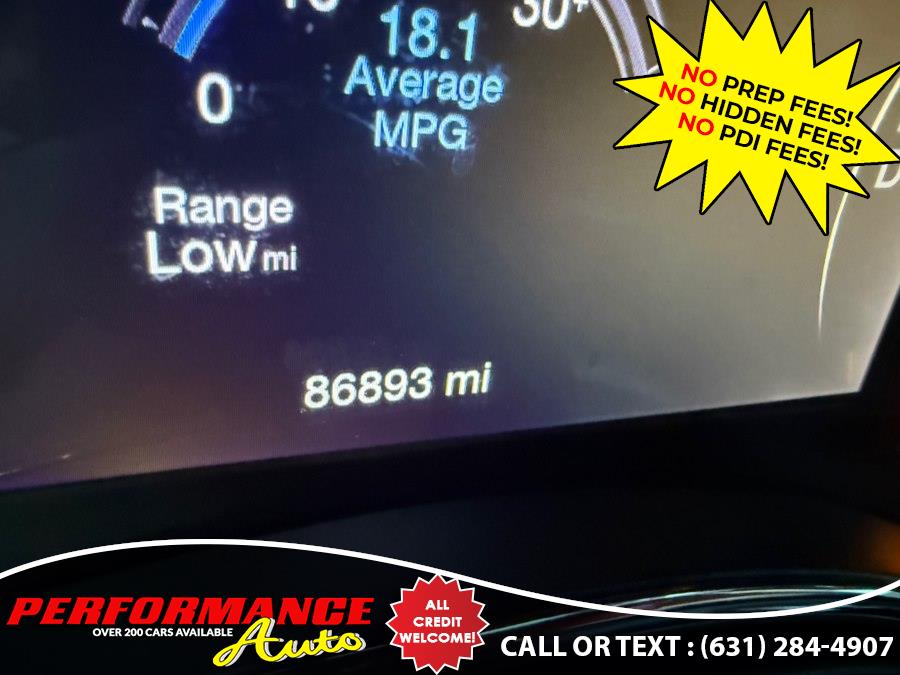 18.1
30+
Average
MPG
0
Range
Low mi
86893 mi
NO PREP FEES!
NO HIDDEN FEES!
NO PDI FEES!
PERFORMANCE
OVER 200 CARS AVAILABLE
Auto
ALL
CREDIT
WELCOME!
CALL OR TEXT : (631) 284-4907